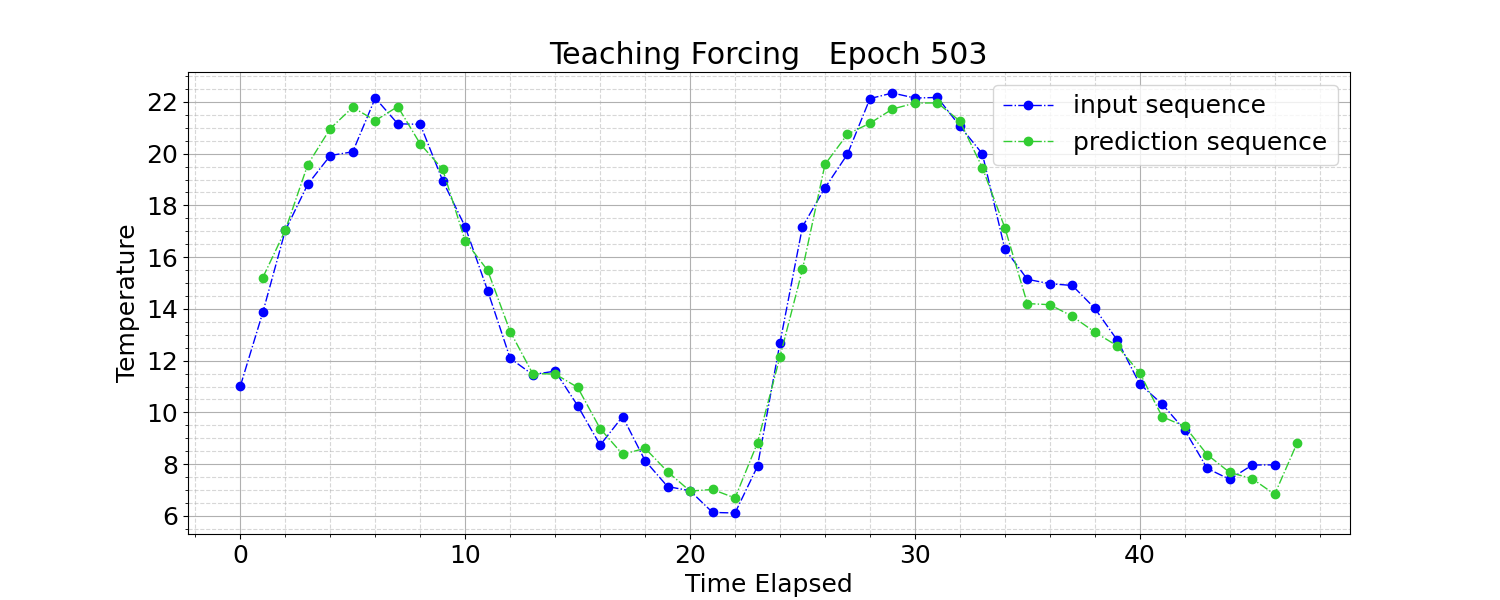 Teaching Forcing   Epoch 503
22
20
18
16
14
12
10
8
6
Temperature
input sequence
prediction sequence
0 10 20 30 40
Time Elapsed